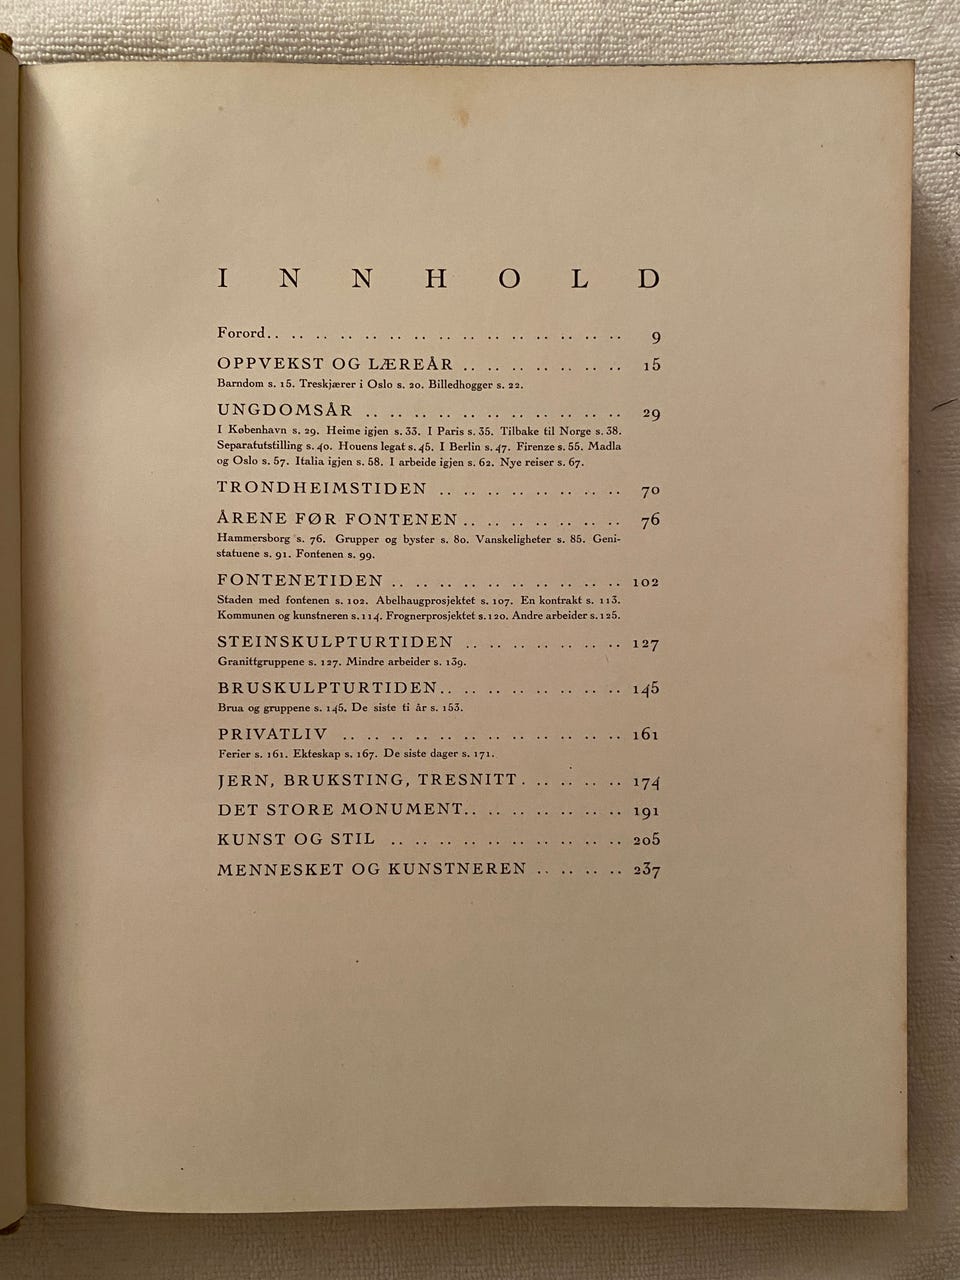 INNHOLD
Forord.. .. .. .. .. .. .. .. .. .. .. .. .. .. .. 9
OPPVEKST OG LÆREÅR .. .. .. .. .. .. .. 15
Barndom s. 15. Treskjærer i Oslo s. 20. Billedhogger s. 22.
UNGDOMSÅR .. .. .. .. .. .. .. .. .. .. .. 29
I København s. 29. Heime igjen s. 33. I Paris s. 35. Tilbake til Norge s. 38.
Separatutstilling s. 40. Houens legat s. 45. I Berlin s. 47. Firenze s. 55. Madla
og Oslo s. 57. Italia igjen s. 58. I arbeide igjen s. 62. Nye reiser s. 67.
TRONDHEIMSTIDEN .. .. .. .. .. .. .. .. 70
ÅRENE FØR FONTENEN .. .. .. .. .. .. .. 76
Hammersborg s. 76. Grupper og byster s. 80. Vanskeligheter s. 85. Geni-
statuene s. 91. Fontenen s. 99.
FONTENETIDEN .. .. .. .. .. .. .. .. .. .. 102
Staden med fontenen s. 102. Abelhaugprosjektet s. 107. En kontrakt s. 113.
Kommunen og kunstneren s. 114. Frognerprosjektet s. 120. Andre arbeider s. 125.
STEINSKULPTURTIDEN .. .. .. .. .. .. .. 127
Granittgruppene s. 127. Mindre arbeider s. 139.
BRUSKULPTURTIDEN.. .. .. .. .. .. .. .. 145
Brua og gruppene s. 145. De siste ti år s. 153.
PRIVATLIV .. .. .. .. .. .. .. .. .. .. .. .. 161
Ferier s. 161. Ekteskap s. 167. De siste dager s. 171.
JERN, BRUKSTING, TRESNITT. .. .. .. .. 174
DET STORE MONUMENT.. .. .. .. .. .. .. 191
KUNST OG STIL .. .. .. .. .. .. .. .. .. .. 205
MENNESKET OG KUNSTNEREN .. .. .. .. 237